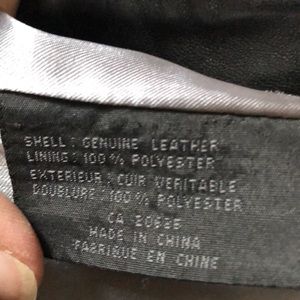 SHELL : GENUINE LEATHER
LINING : 100 % POLYESTER
EXTERIEUR : CUIR VERITABLE
DOUBLURE : 100 % POLYESTER
CA
MADE IN CHINA
FABRIQUE EN CHINE